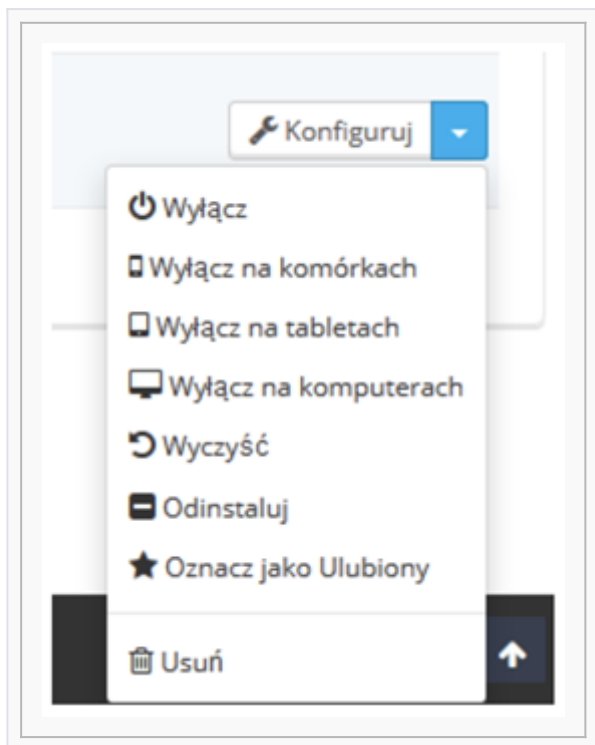 Konfiguruj
Wyłącz
Wyłącz na komórkach
Wyłącz na tabletach
Wyłącz na komputerach
Wyczyść
Odinstaluj
Oznacz jako Ulubiony
Usuń